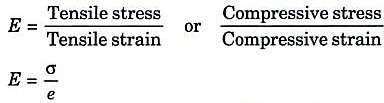 E = Tensile stress / Tensile strain or Compressive stress / Compressive strain
E = σ / e